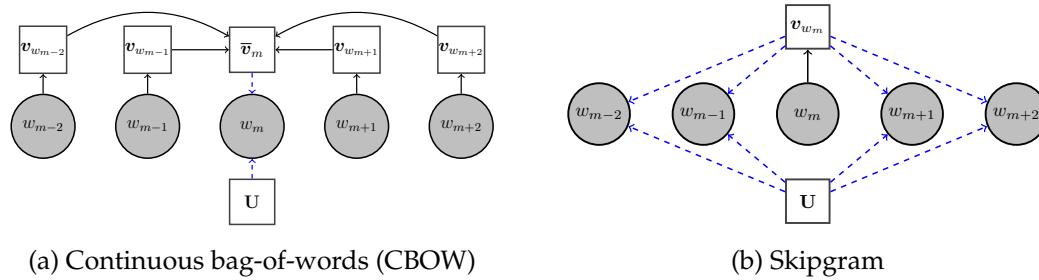 v_{w_{m−2}} v_{w_{m−1}} v̅_m v_{w_{m+1}} v_{w_{m+2}}
w_{m−2} w_{m−1} w_m w_{m+1} w_{m+2}
U
(a) Continuous bag-of-words (CBOW)
v_{w_m}
w_{m−2} w_{m−1} w_m w_{m+1} w_{m+2}
U
(b) Skipgram